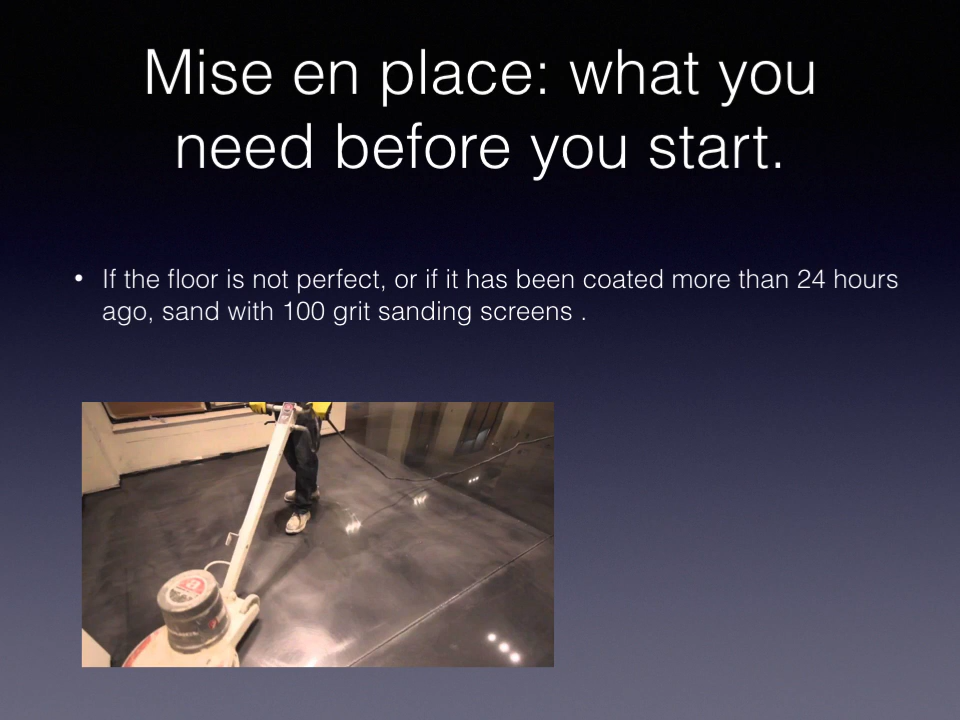 Mise en place: what you
need before you start.
• If the floor is not perfect, or if it has been coated more than 24 hours
ago, sand with 100 grit sanding screens .